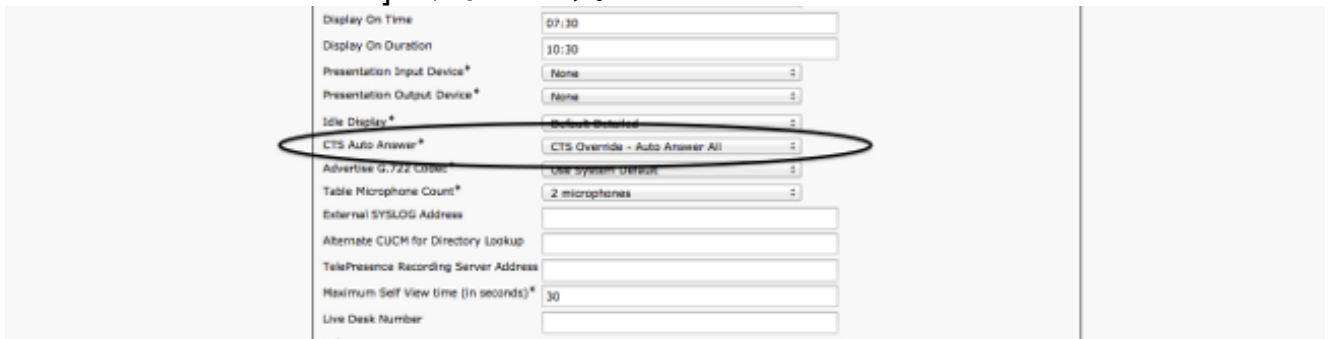 Display On Time 07:30
Display On Duration 10:30
Presentation Input Device* None
Presentation Output Device* None
Idle Display* Default Detailed
CTS Auto Answer* CTS Override - Auto Answer All
Advertise G.722 Codec* Use System Default
Table Microphone Count* 2 microphones
External SYSLOG Address
Alternate CUCM for Directory Lookup
TelePresence Recording Server Address
Maximum Self View time (in seconds)* 30
Live Desk Number